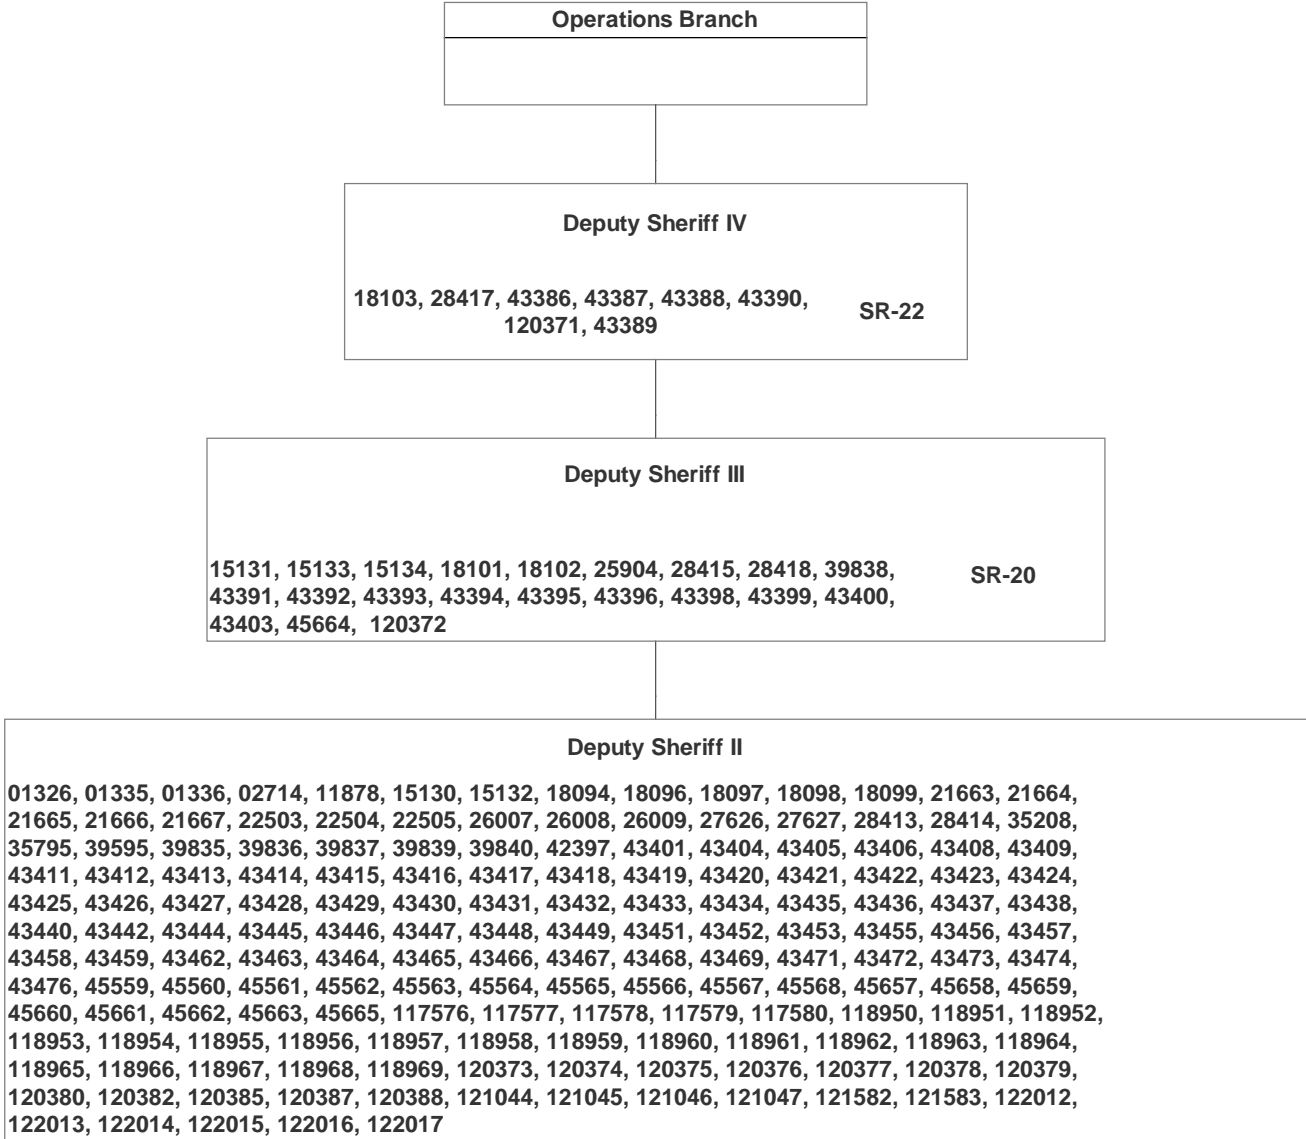 Operations Branch
Deputy Sheriff IV
18103, 28417, 43386, 43387, 43388, 43390,
120371, 43389
SR-22
Deputy Sheriff III
15131, 15133, 15134, 18101, 18102, 25904, 28415, 28418, 39838,
43391, 43392, 43393, 43394, 43395, 43396, 43398, 43399, 43400,
43403, 45664,  120372
SR-20
Deputy Sheriff II
01326, 01335, 01336, 02714, 11878, 15130, 15132, 18094, 18096, 18097, 18098, 18099, 21663, 21664,
21665, 21666, 21667, 22503, 22504, 22505, 26007, 26008, 26009, 27626, 27627, 28413, 28414, 35208,
35795, 39595, 39835, 39836, 39837, 39839, 39840, 42397, 43401, 43404, 43405, 43406, 43408, 43409,
43411, 43412, 43413, 43414, 43415, 43416, 43417, 43418, 43419, 43420, 43421, 43422, 43423, 43424,
43425, 43426, 43427, 43428, 43429, 43430, 43431, 43432, 43433, 43434, 43435, 43436, 43437, 43438,
43440, 43442, 43444, 43445, 43446, 43447, 43448, 43449, 43451, 43452, 43453, 43455, 43456, 43457,
43458, 43459, 43462, 43463, 43464, 43465, 43466, 43467, 43468, 43469, 43471, 43472, 43473, 43474,
43476, 45559, 45560, 45561, 45562, 45563, 45564, 45565, 45566, 45567, 45568, 45657, 45658, 45659,
45660, 45661, 45662, 45663, 45665, 117576, 117577, 117578, 117579, 117580, 118950, 118951, 118952,
118953, 118954, 118955, 118956, 118957, 118958, 118959, 118960, 118961, 118962, 118963, 118964,
118965, 118966, 118967, 118968, 118969, 120373, 120374, 120375, 120376, 120377, 120378, 120379,
120380, 120382, 120385, 120387, 120388, 121044, 121045, 121046, 121047, 121582, 121583, 122012,
122013, 122014, 122015, 122016, 122017